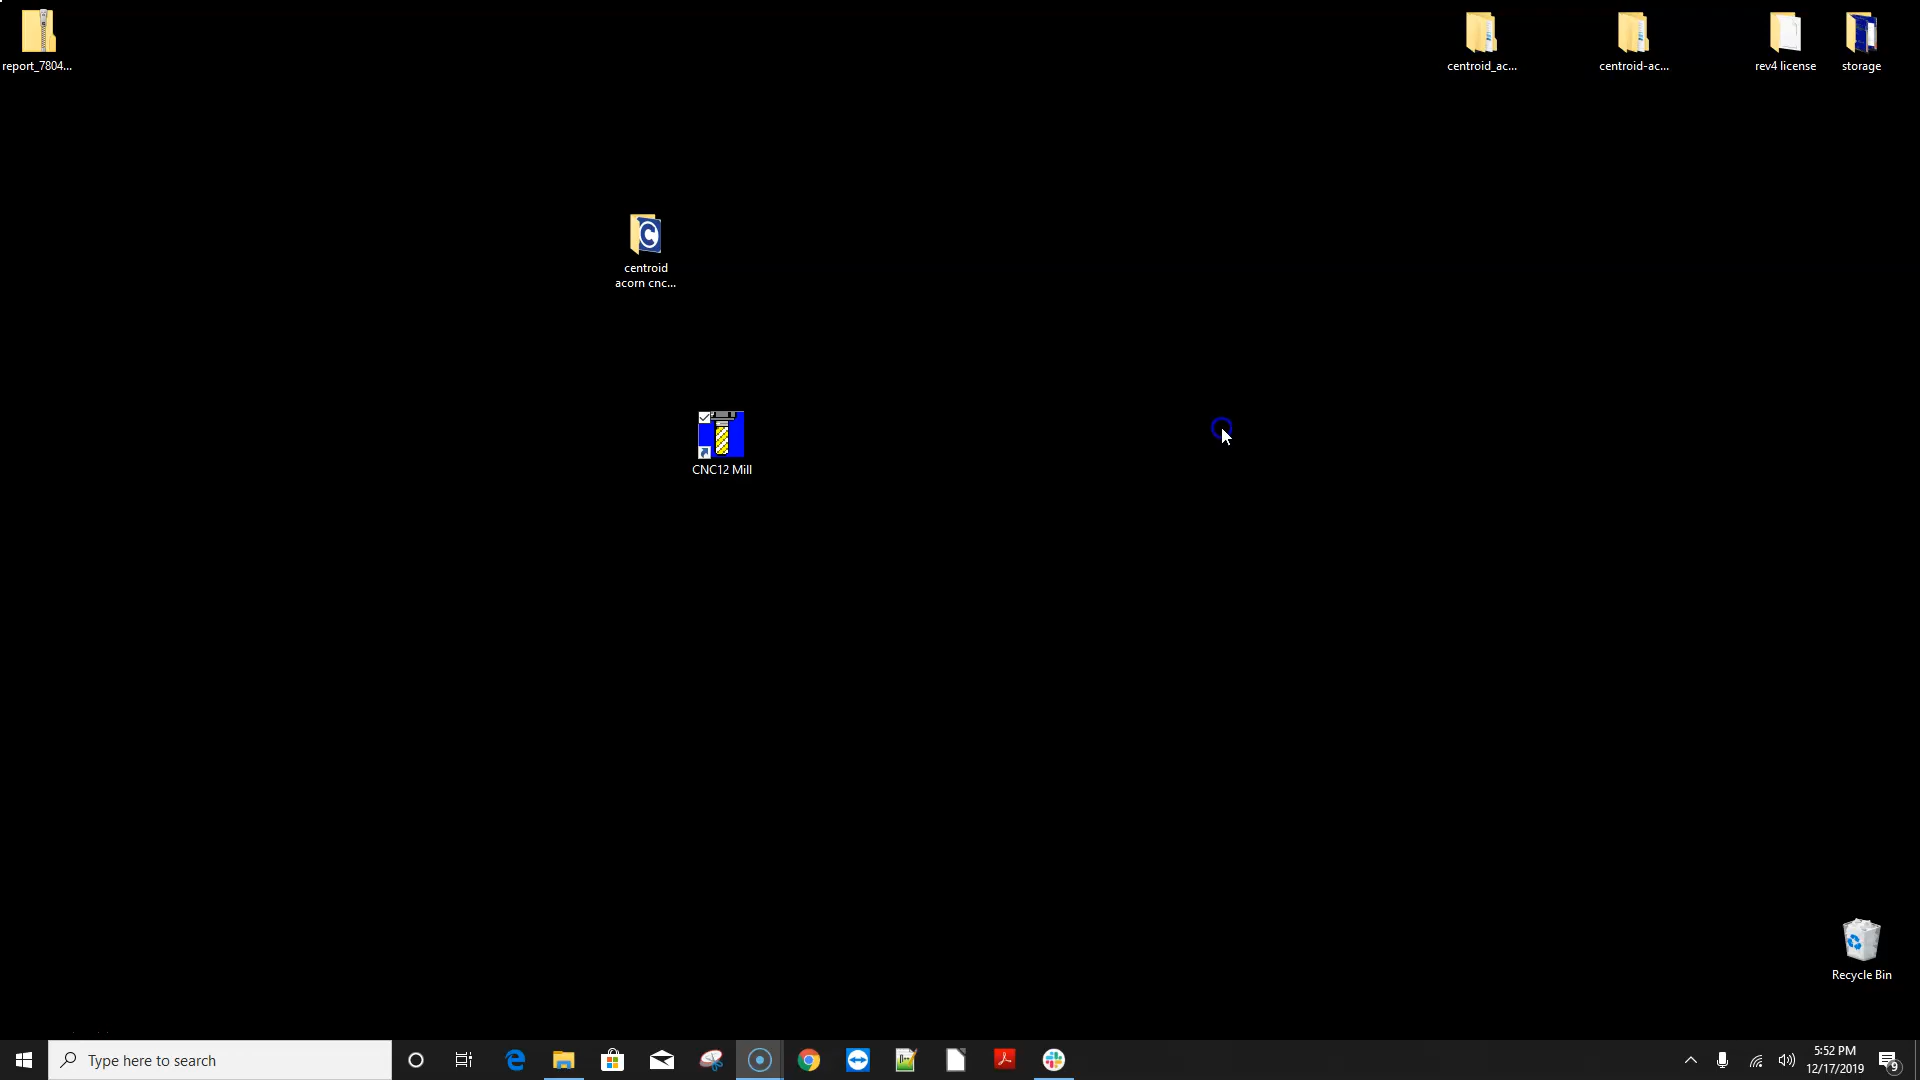 report_7804...
centroid_ac...
centroid-ac...
rev4 license
storage
centroid
acorn cnc...
CNC12 Mill
Recycle Bin
Type here to search
5:52 PM
12/17/2019
9